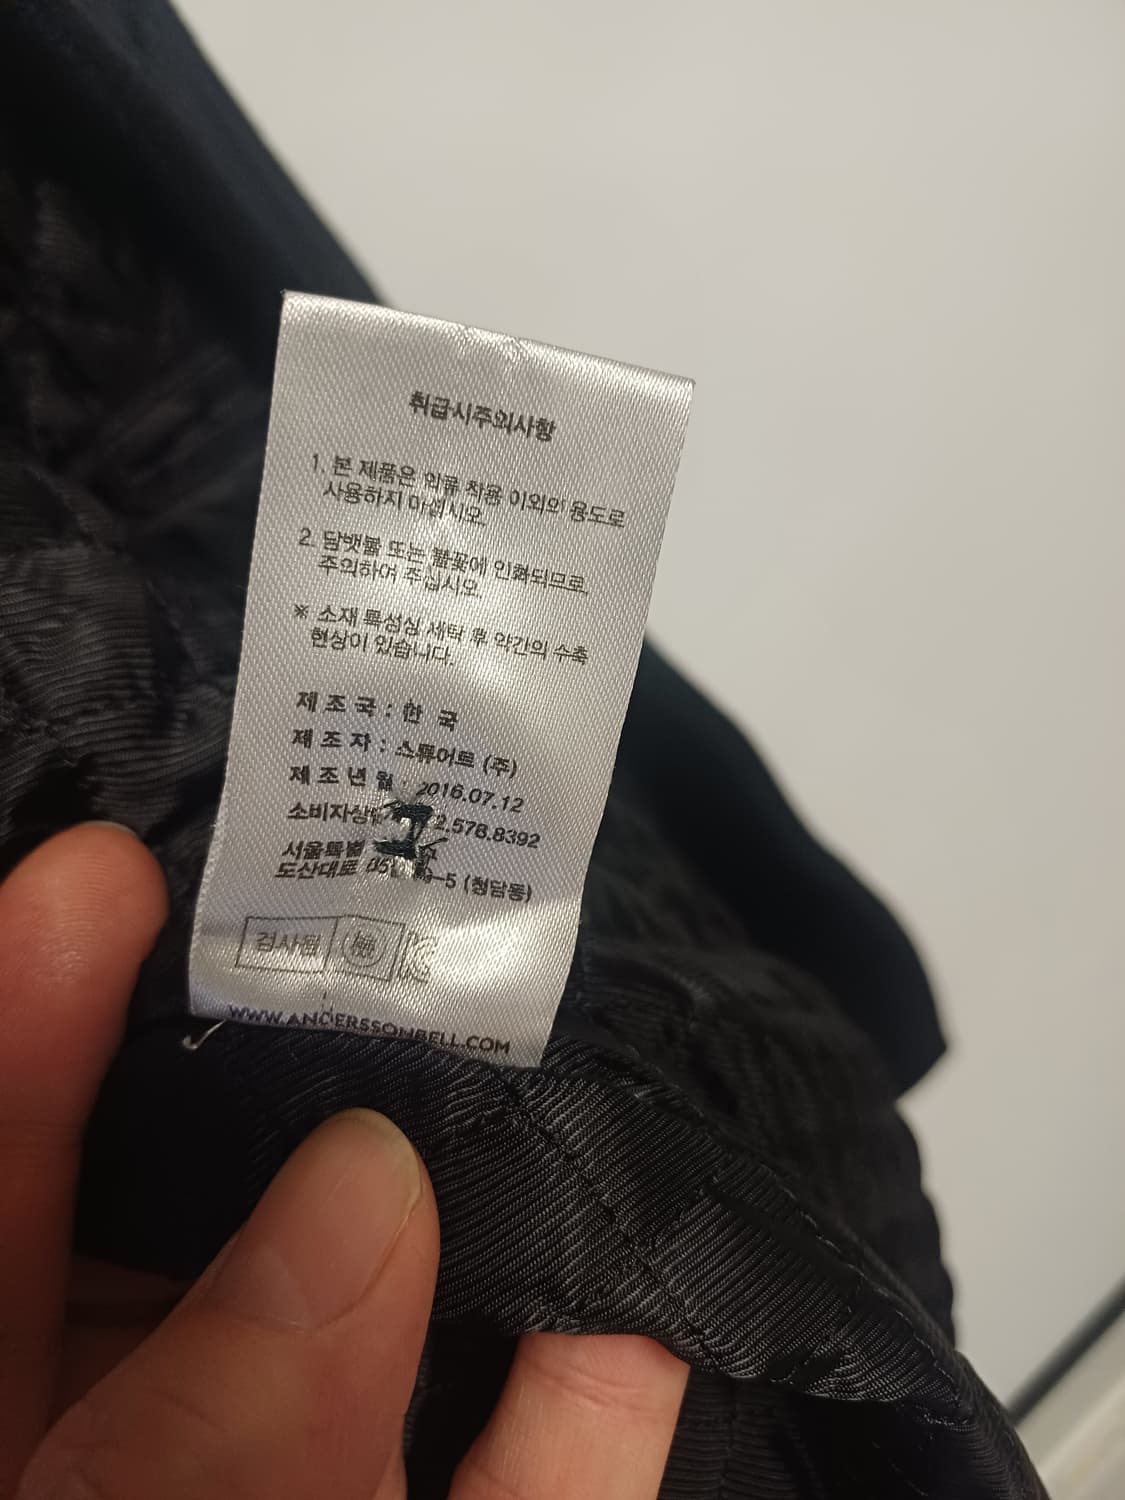 취급시주의사항
1. 본 제품은 의류 착용 이외의 용도로
사용하지 마십시오.
2. 담뱃불 또는 불꽃에 인화되므로
주의하여 주십시오.
※ 소재 특성상 세탁 후 약간의 수축
현상이 있습니다.
제 조 국 : 한 국
제 조 자 : 스튜어트 (주)
제 조 년 월 2016.07.12
소비자상담 2.578.8392
서울특별
도산대로 -5 (청담동)
검사필
WWW.ANDERSSONBELL.COM